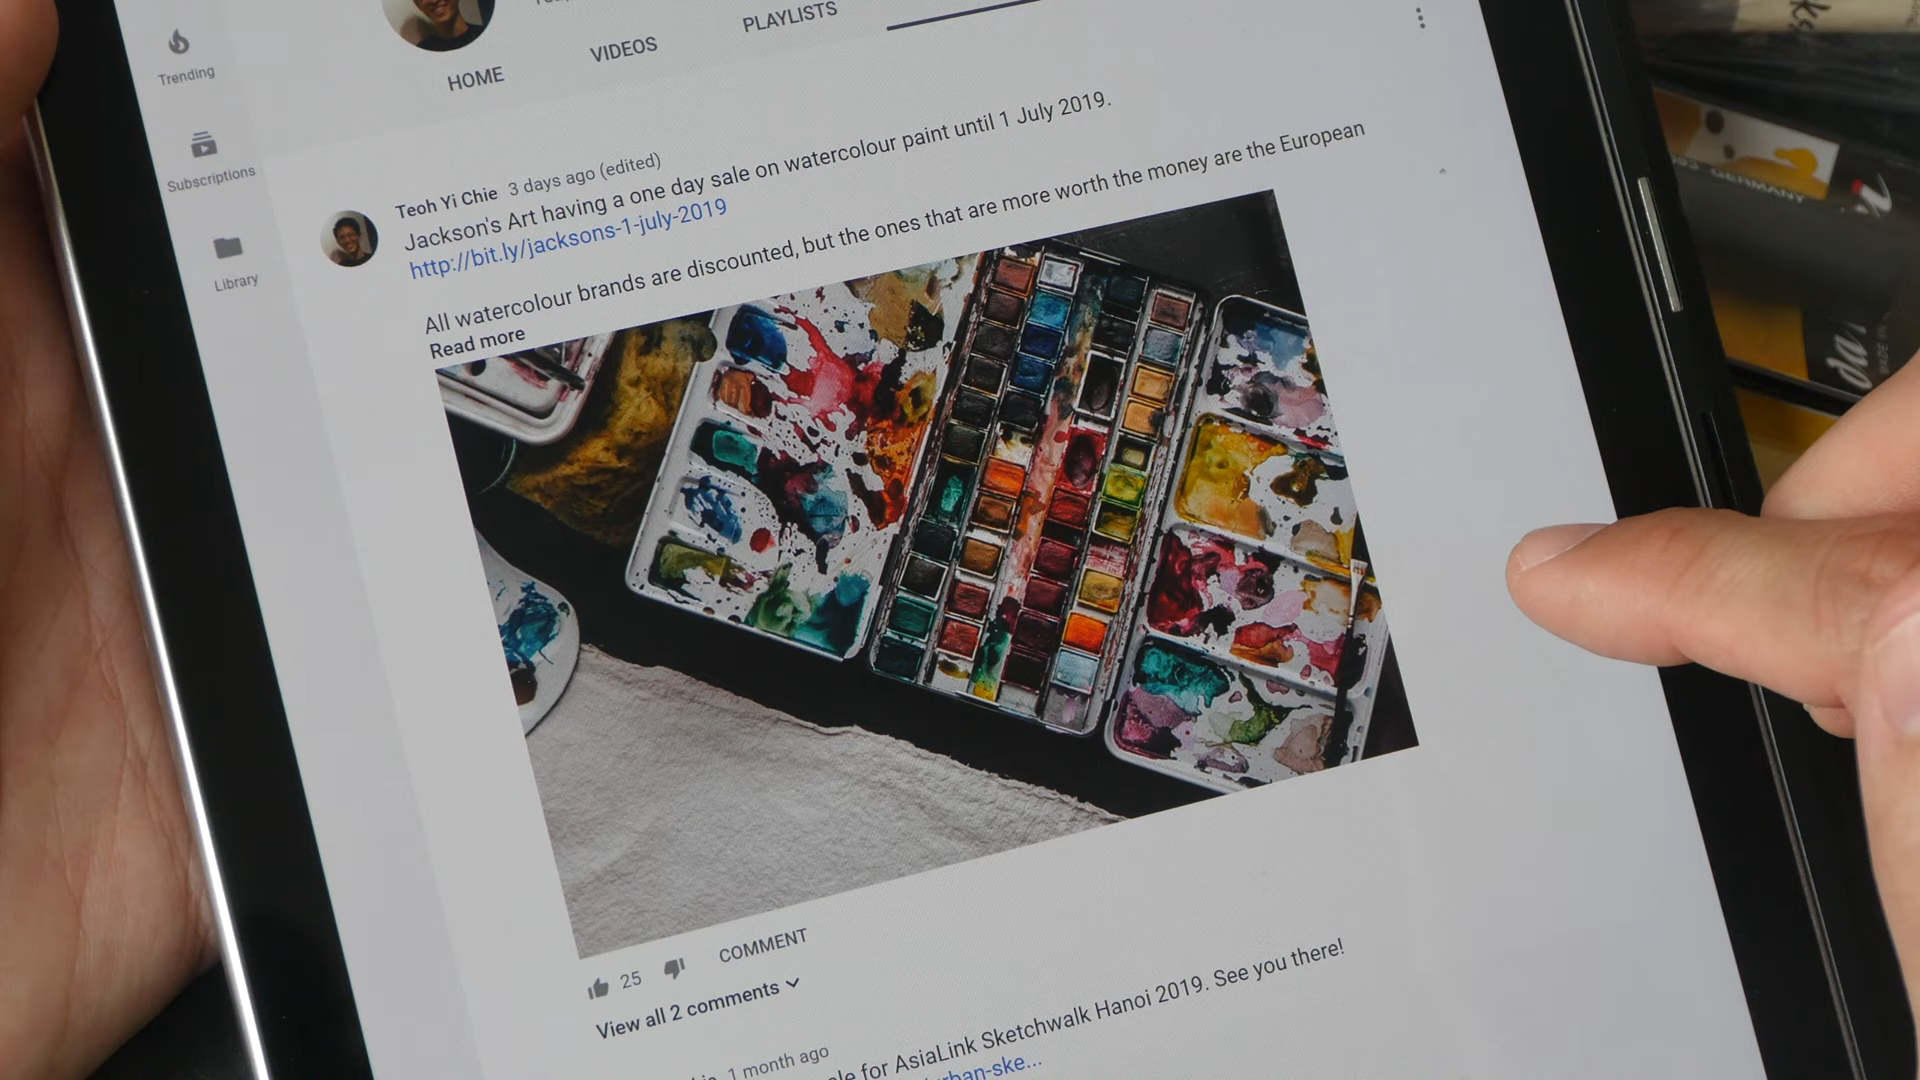 Trending
Subscriptions
Library
HOME
VIDEOS
PLAYLISTS
Teoh Yi Chie 3 days ago (edited)
Jackson's Art having a one day sale on watercolour paint until 1 July 2019.
http://bit.ly/jacksons-1-july-2019
All watercolour brands are discounted, but the ones that are more worth the money are the European
Read more
25
COMMENT
View all 2 comments
1 month ago
for AsiaLink Sketchwalk Hanoi 2019. See you there!
GERMANY
da